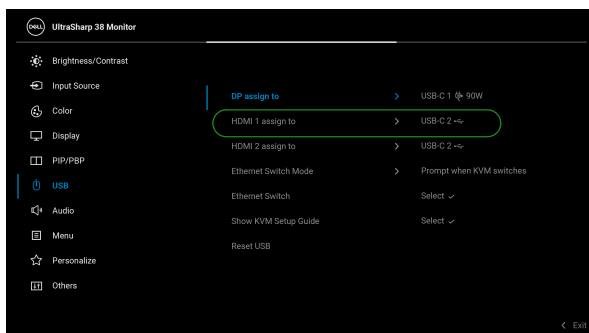 DELL
UltraSharp 38 Monitor
Brightness/Contrast
Input Source
Color
Display
PIP/PBP
USB
Audio
Menu
Personalize
Others
DP assign to > USB-C 1 90W
HDMI 1 assign to > USB-C 2
HDMI 2 assign to > USB-C 2
Ethernet Switch Mode > Prompt when KVM switches
Ethernet Switch Select ✓
Show KVM Setup Guide Select ✓
Reset USB
< Exit